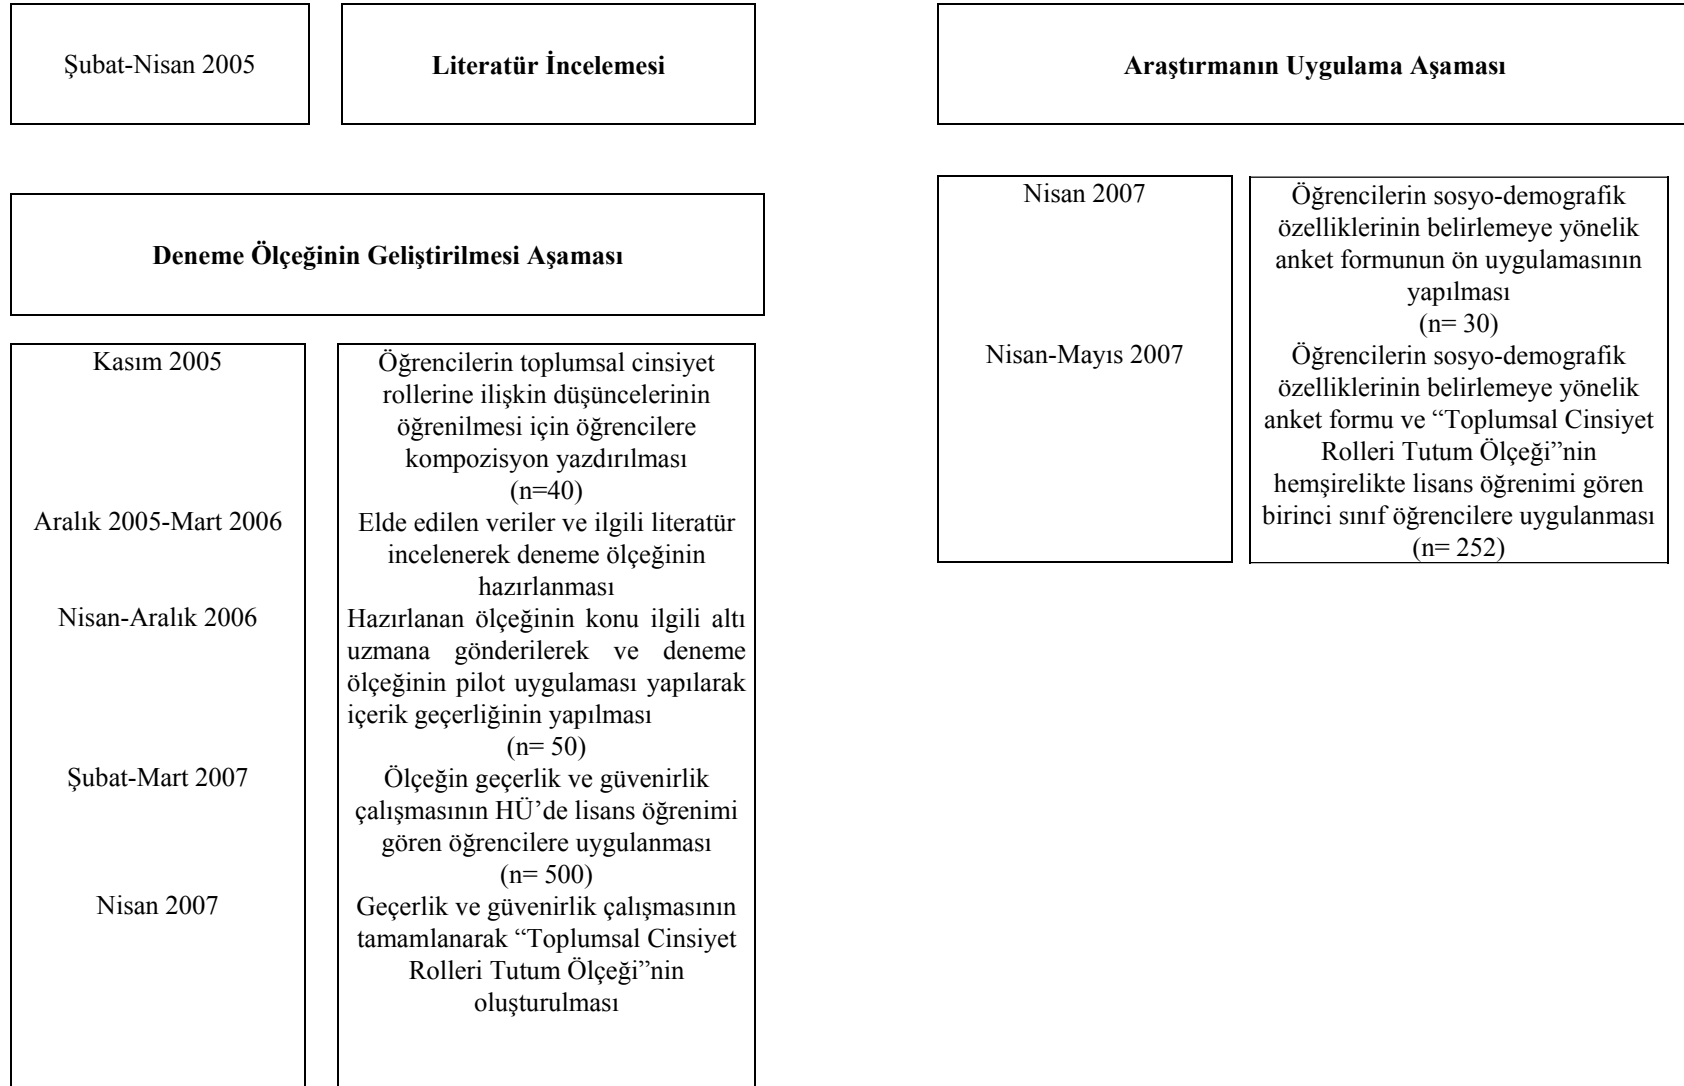 Şubat-Nisan 2005
Literatür İncelemesi
Deneme Ölçeğinin Geliştirilmesi Aşaması
Kasım 2005
Öğrencilerin toplumsal cinsiyet
rollerine ilişkin düşüncelerinin
öğrenilmesi için öğrencilere
kompozisyon yazdırılması
(n=40)
Aralık 2005-Mart 2006
Elde edilen veriler ve ilgili literatür
incelenerek deneme ölçeğinin
hazırlanması
Nisan-Aralık 2006
Hazırlanan ölçeğinin konu ilgili altı
uzmana gönderilerek ve deneme
ölçeğinin pilot uygulaması yapılarak
içerik geçerliğinin yapılması
(n= 50)
Şubat-Mart 2007
Ölçeğin geçerlik ve güvenirlik
çalışmasının HÜ’de lisans öğrenimi
gören öğrencilere uygulanması
(n= 500)
Nisan 2007
Geçerlik ve güvenirlik çalışmasının
tamamlanarak “Toplumsal Cinsiyet
Rolleri Tutum Ölçeği”nin
oluşturulması
Araştırmanın Uygulama Aşaması
Nisan 2007
Öğrencilerin sosyo-demografik
özelliklerinin belirlemeye yönelik
anket formunun ön uygulamasının
yapılması
(n= 30)
Nisan-Mayıs 2007
Öğrencilerin sosyo-demografik
özelliklerinin belirlemeye yönelik
anket formu ve “Toplumsal Cinsiyet
Rolleri Tutum Ölçeği”nin
hemşirelikte lisans öğrenimi gören
birinci sınıf öğrencilere uygulanması
(n= 252)